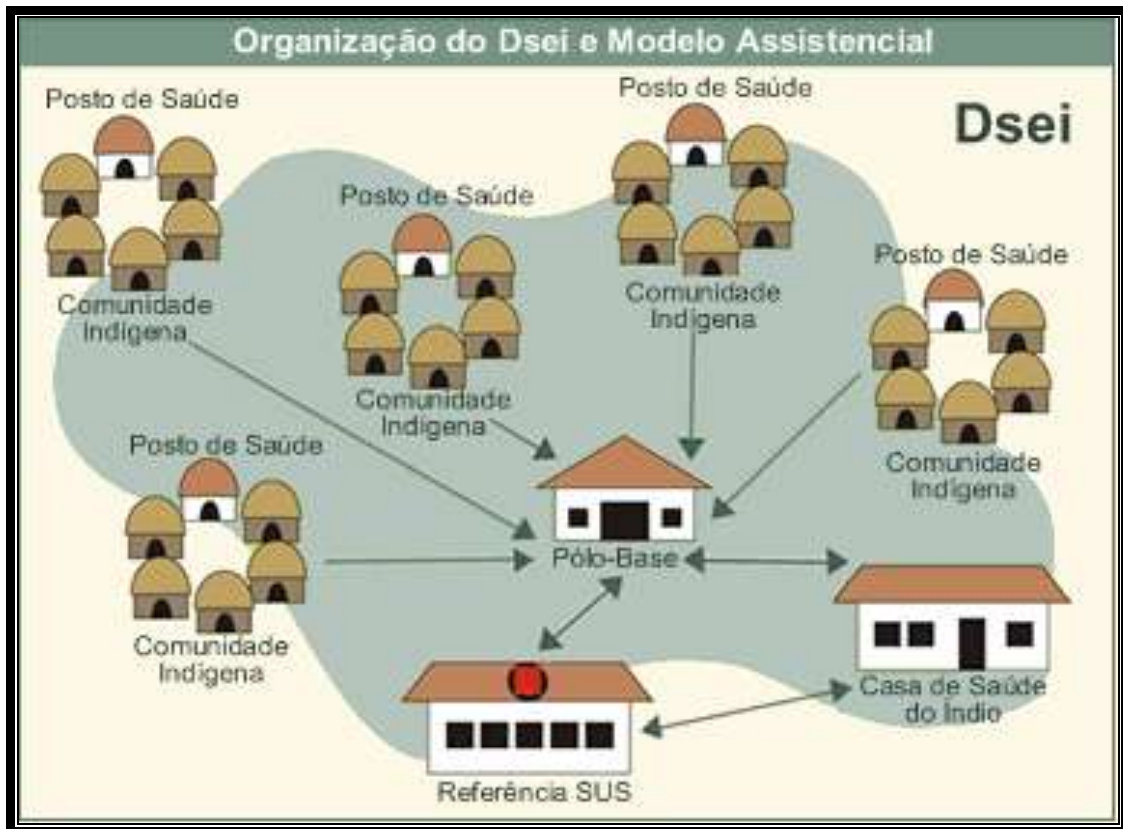 Organização do Dsei e Modelo Assistencial
Dsei
Posto de Saúde
Comunidade
Indígena
Posto de Saúde
Comunidade
Indígena
Posto de Saúde
Comunidade
Indígena
Posto de Saúde
Comunidade
Indígena
Posto de Saúde
Comunidade
Indígena
Pólo-Base
Casa de Saúde
do Índio
Referência SUS